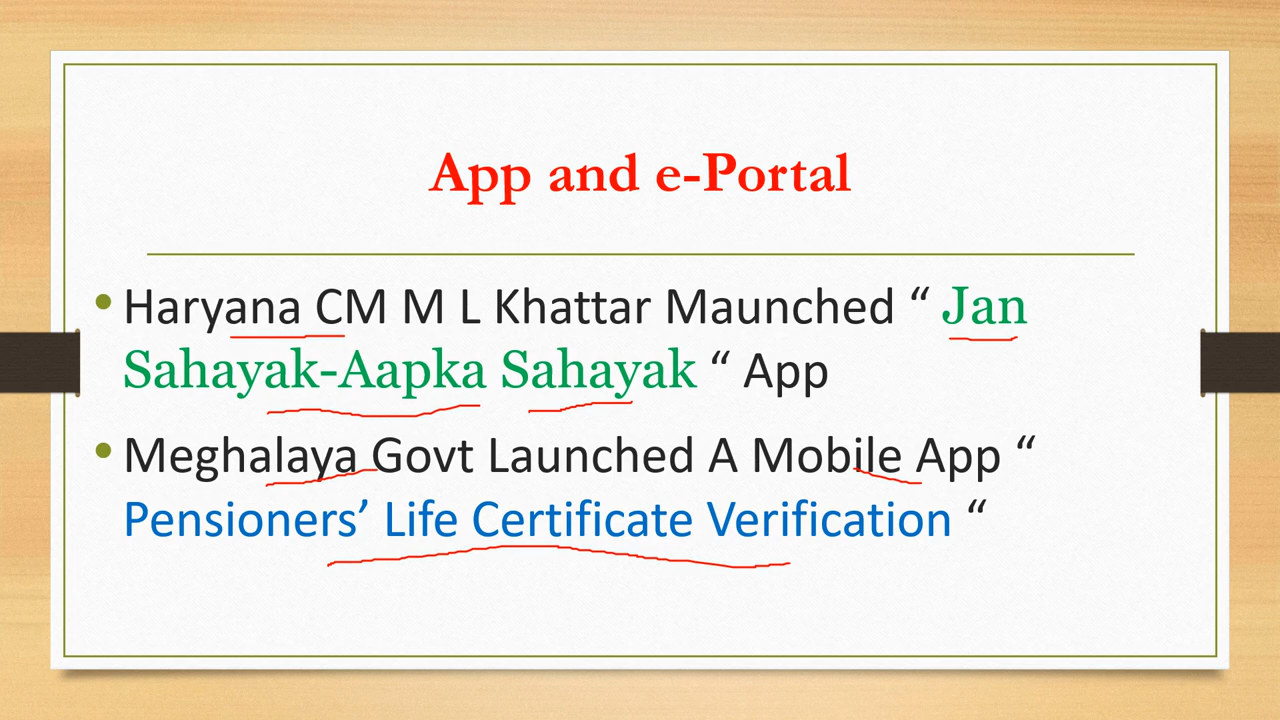 App and e-Portal
• Haryana CM M L Khattar Maunched “ Jan
Sahayak-Aapka Sahayak “ App
• Meghalaya Govt Launched A Mobile App “
Pensioners’ Life Certificate Verification “